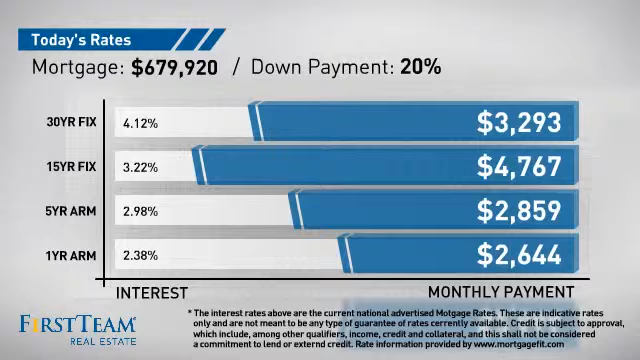 Today's Rates
Mortgage: $679,920 / Down Payment: 20%
30YR FIX 4.12% $3,293
15YR FIX 3.22% $4,767
5YR ARM 2.98% $2,859
1YR ARM 2.38% $2,644
INTEREST MONTHLY PAYMENT
FIRSTTEAM®
REAL ESTATE
* The interest rates above are the current national advertised Motgage Rates. These are indicative rates
only and are not meant to be any type of guarantee of rates cerrently available. Credit is subject to approval,
which include, among other qualifiers, income, credit and collateral, and this shall not be considered
a commitment to lend or externd credit. Rate information provided by www.mortgagefit.com